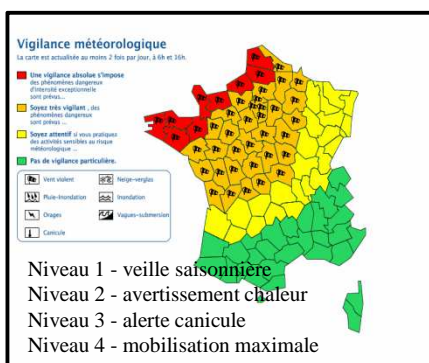 Vigilance météorologique
La carte est actualisée au moins 2 fois par jour, à 6h et 16h.
Une vigilance absolue s'impose
des phénomènes dangereux
d'intensité exceptionnelle
sont prévus ...
Soyez très vigilant, des
phénomènes dangereux
sont prévus ...
Soyez attentif si vous pratiquez
des activités sensibles au risque
météorologique ...
Pas de vigilance particulière.
Vent violent
Neige-verglas
Pluie-Inondation
Inondation
Orages
Vagues-submersion
Canicule
Niveau 1 - veille saisonnière
Niveau 2 - avertissement chaleur
Niveau 3 - alerte canicule
Niveau 4 - mobilisation maximale